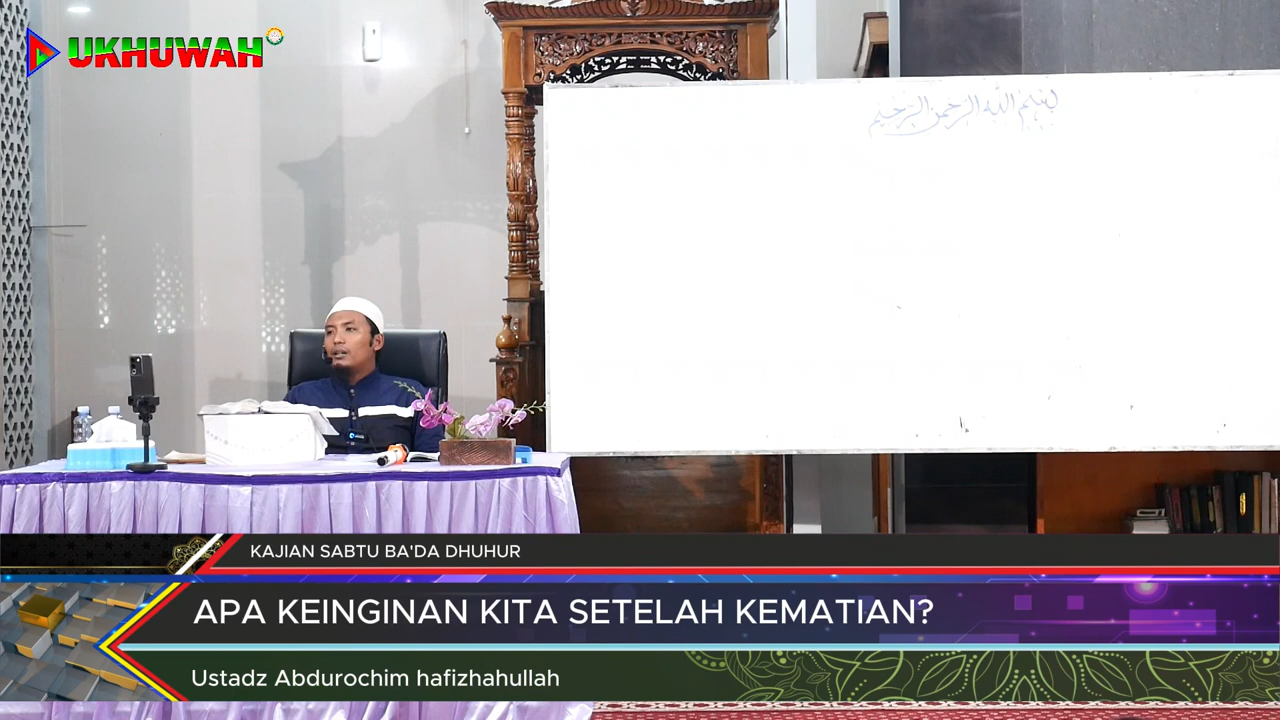 UKHUWAH
بسم الله الرحمن الرحيم
KAJIAN SABTU BA'DA DHUHUR
APA KEINGINAN KITA SETELAH KEMATIAN?
Ustadz Abdurochim hafizhahullah